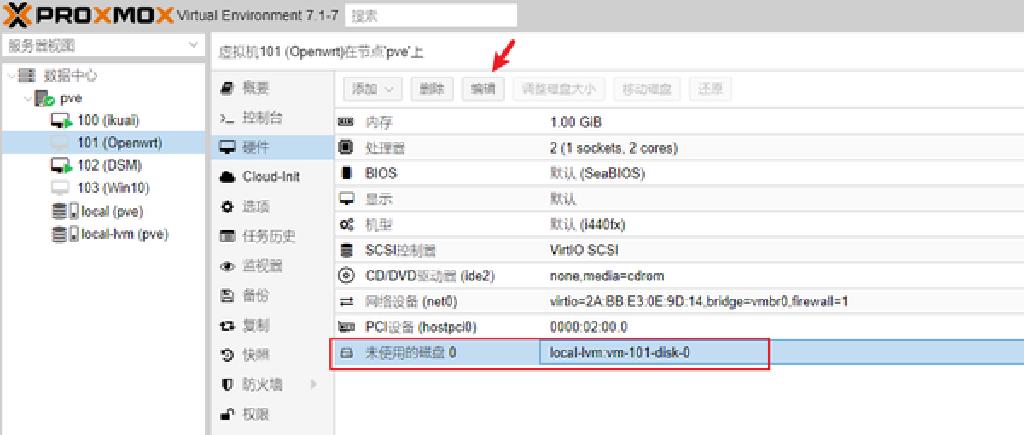 PROXMOX Virtual Environment 7.1-7 搜索
服务器视图
虚拟机101 (Openwrt)在节点'pve'上
数据中心
pve
100 (ikuai)
101 (Openwrt)
102 (DSM)
103 (Win10)
local (pve)
local-lvm (pve)
概要
控制台
硬件
Cloud-Init
选项
任务历史
监视器
备份
复制
快照
防火墙
权限
添加 删除 编辑 调整磁盘大小 移动磁盘 还原
内存 1.00 GiB
处理器 2 (1 sockets, 2 cores)
BIOS 默认 (SeaBIOS)
显示 默认
机型 默认 (i440fx)
SCSI控制器 VirtIO SCSI
CD/DVD驱动器 (ide2) none,media=cdrom
网络设备 (net0) virtio=2A:BB:E3:0E:9D:14,bridge=vmbr0,firewall=1
PCI设备 (hostpci0) 0000:02:00.0
未使用的磁盘 0 local-lvm:vm-101-disk-0